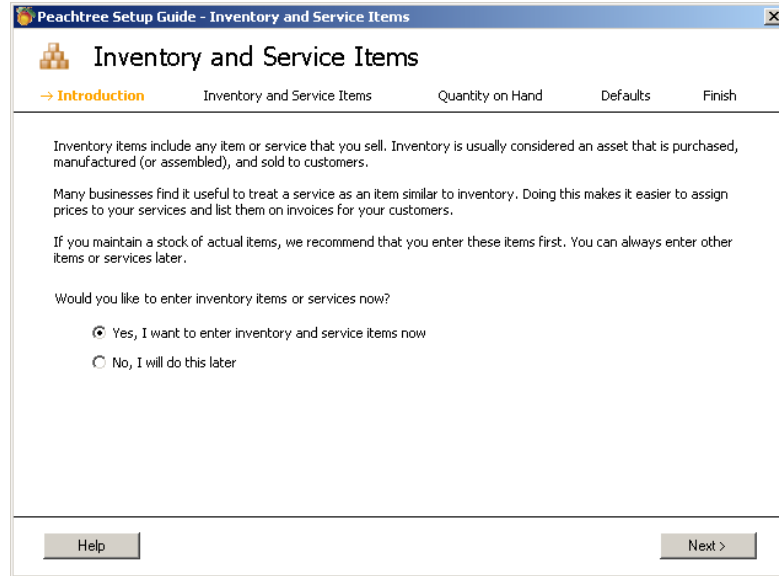 Peachtree Setup Guide - Inventory and Service Items
Inventory and Service Items
→ Introduction Inventory and Service Items Quantity on Hand Defaults Finish
Inventory items include any item or service that you sell. Inventory is usually considered an asset that is purchased,
manufactured (or assembled), and sold to customers.
Many businesses find it useful to treat a service as an item similar to inventory. Doing this makes it easier to assign
prices to your services and list them on invoices for your customers.
If you maintain a stock of actual items, we recommend that you enter these items first. You can always enter other
items or services later.
Would you like to enter inventory items or services now?
Yes, I want to enter inventory and service items now
No, I will do this later
Help Next >